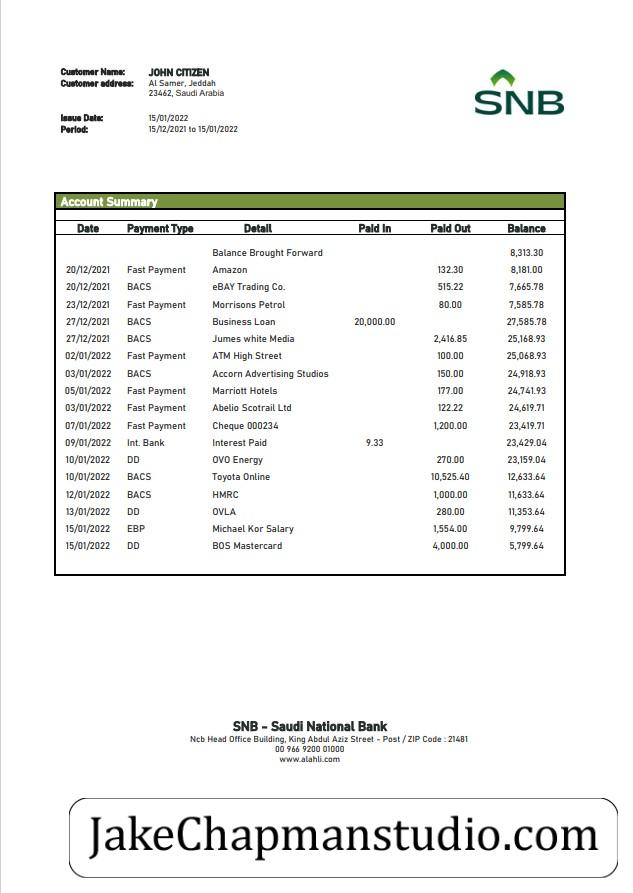 Customer Name: JOHN CITIZEN
Customer address: Al Samer, Jeddah
23462, Saudi Arabia
SNB
Issue Date: 15/01/2022
Period: 15/12/2021 to 15/01/2022
Account Summary
Date Payment Type Detail Paid In Paid Out Balance
Balance Brought Forward 8,313.30
20/12/2021 Fast Payment Amazon 132.30 8,181.00
20/12/2021 BACS eBAY Trading Co. 515.22 7,665.78
23/12/2021 Fast Payment Morrisons Petrol 80.00 7,585.78
27/12/2021 BACS Business Loan 20,000.00 27,585.78
27/12/2021 BACS Jumes white Media 2,416.85 25,168.93
02/01/2022 Fast Payment ATM High Street 100.00 25,068.93
03/01/2022 BACS Accorn Advertising Studios 150.00 24,918.93
05/01/2022 Fast Payment Marriott Hotels 177.00 24,741.93
03/01/2022 Fast Payment Abelio Scotrail Ltd 122.22 24,619.71
07/01/2022 Fast Payment Cheque 000234 1,200.00 23,419.71
09/01/2022 Int. Bank Interest Paid 9.33 23,429.04
10/01/2022 DD OVO Energy 270.00 23,159.04
10/01/2022 BACS Toyota Online 10,525.40 12,633.64
12/01/2022 BACS HMRC 1,000.00 11,633.64
13/01/2022 DD OVLA 280.00 11,353.64
15/01/2022 EBP Michael Kor Salary 1,554.00 9,799.64
15/01/2022 DD BOS Mastercard 4,000.00 5,799.64
SNB - Saudi National Bank
Ncb Head Office Building, King Abdul Aziz Street - Post / ZIP Code : 21481
00 966 9200 01000
www.alahli.com
JakeChapmanstudio.com